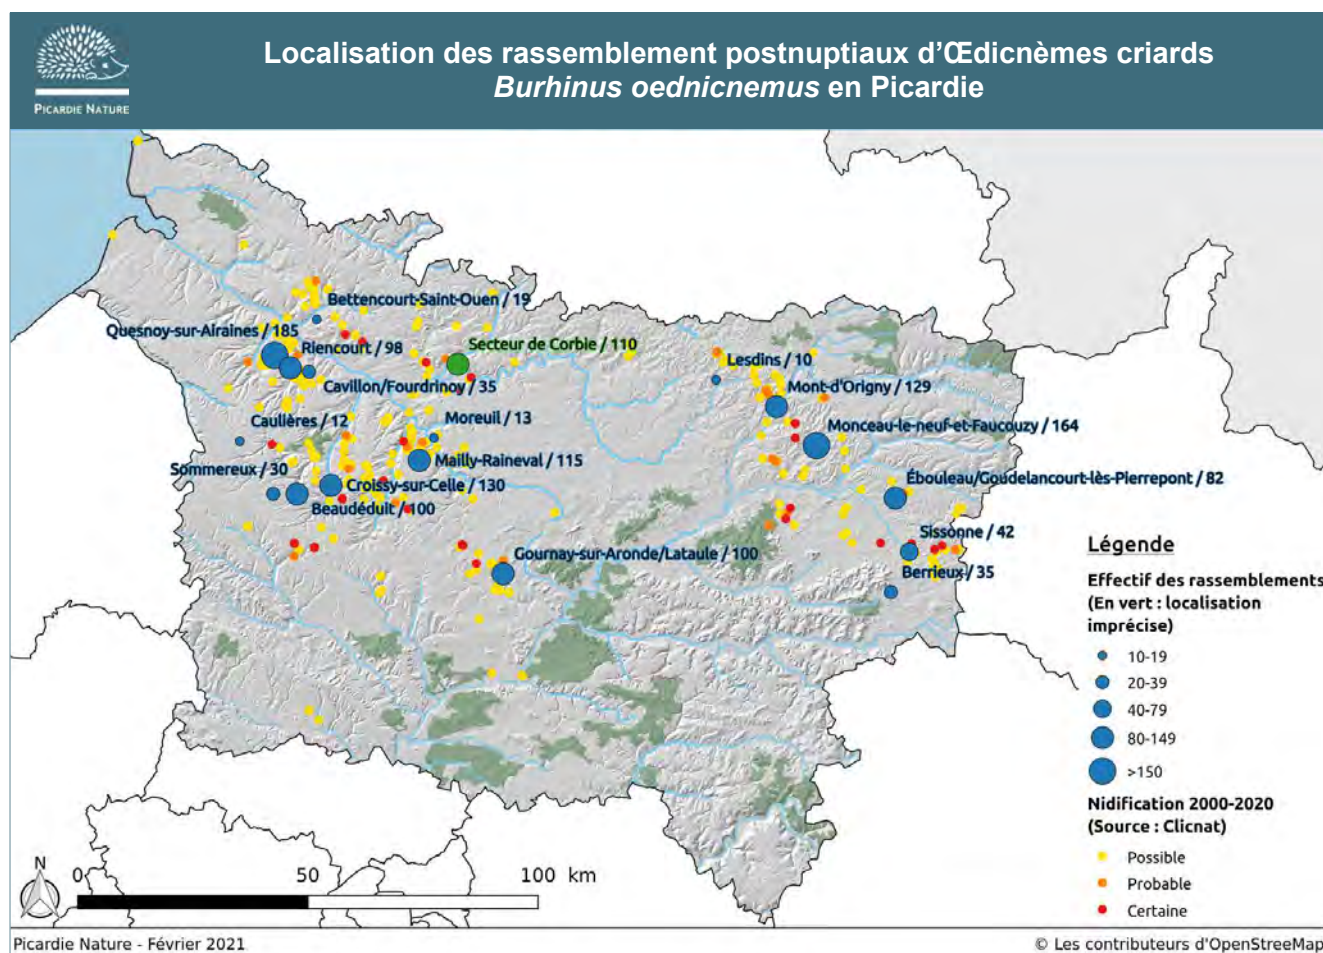 PICARDIE NATURE
Localisation des rassemblement postnuptiaux d'Œdicnèmes criards
Burhinus oednicnemus en Picardie
Bettencourt-Saint-Ouen / 19
Quesnoy-sur-Airaines / 185
Riencourt / 98
Secteur de Corbie / 110
Cavillon/Fourdrinoy / 35
Lesdins / 10
Mont-d'Origny / 129
Caulières / 12
Moreuil / 13
Monceau-le-neuf-et-Faucouzy / 164
Mailly-Raineval / 115
Sommereux / 30
Croissy-sur-Celle / 130
Ébouleau/Goudelancourt-lès-Pierrepont / 82
Beaudéduit / 100
Sissonne / 42
Gournay-sur-Aronde/Lataule / 100
Berrieux / 35
Légende
Effectif des rassemblements
(En vert : localisation
imprécise)
10-19
20-39
40-79
80-149
>150
Nidification 2000-2020
(Source : Clicnat)
Possible
Probable
Certaine
N
0 50 100 km
Picardie Nature - Février 2021
© Les contributeurs d'OpenStreeMap